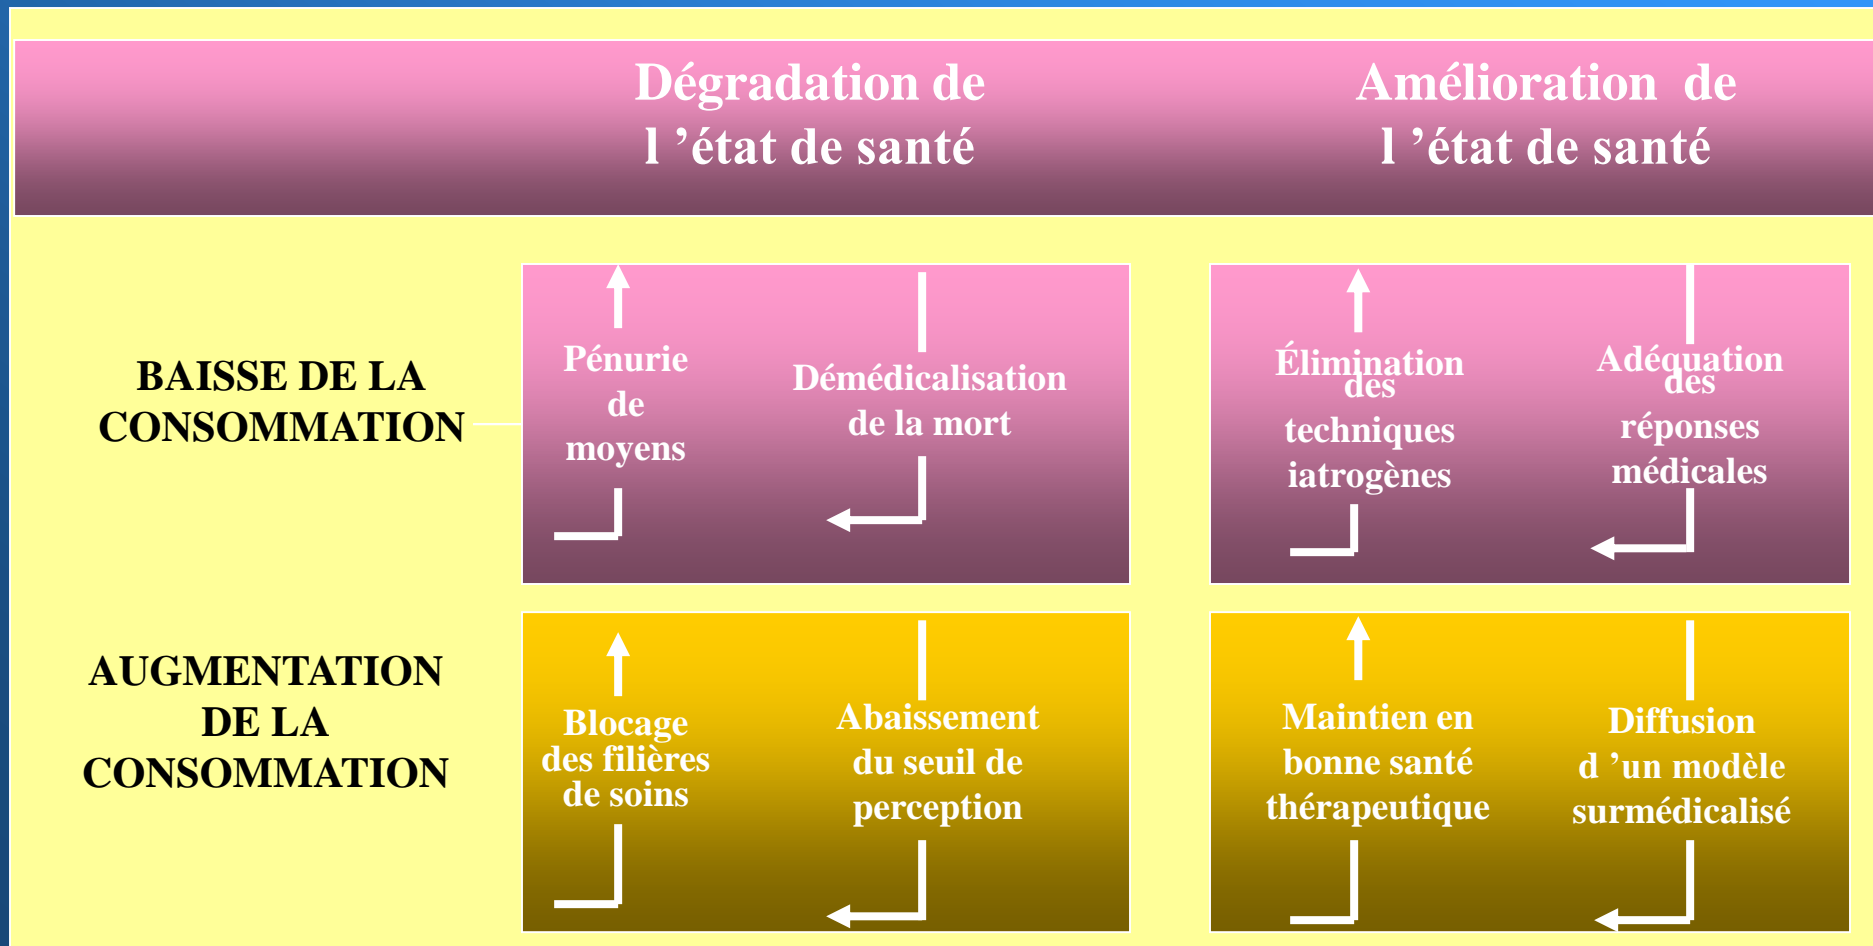 Dégradation de
l ’état de santé
Amélioration de
l ’état de santé
BAISSE DE LA
CONSOMMATION
Pénurie
de
moyens
Démédicalisation
de la mort
Élimination
des
techniques
iatrogènes
Adéquation
des
réponses
médicales
AUGMENTATION
DE LA
CONSOMMATION
Blocage
des filières
de soins
Abaissement
du seuil de
perception
Maintien en
bonne santé
thérapeutique
Diffusion
d ’un modèle
surmédicalisé